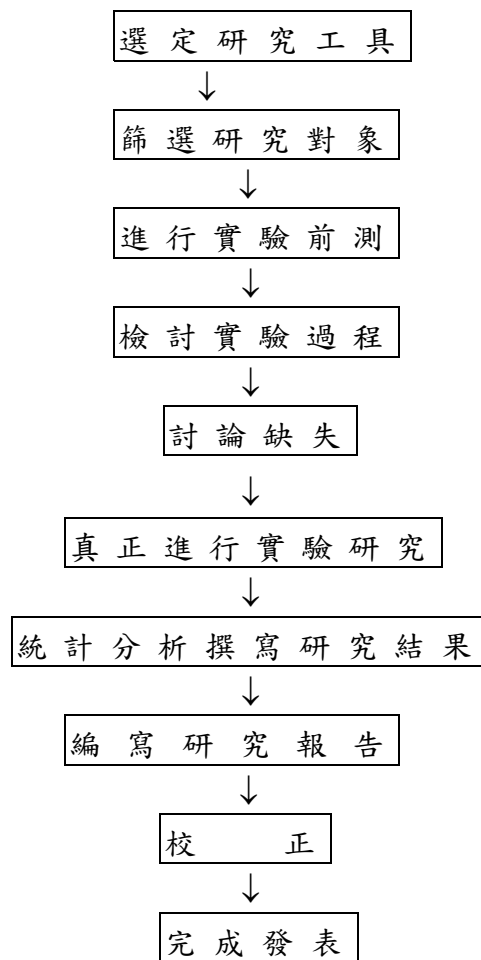 選定研究工具
↓
篩選研究對象
↓
進行實驗前測
↓
檢討實驗過程
↓
討論缺失
↓
真正進行實驗研究
↓
統計分析撰寫研究結果
↓
編寫研究報告
↓
校正
↓
完成發表